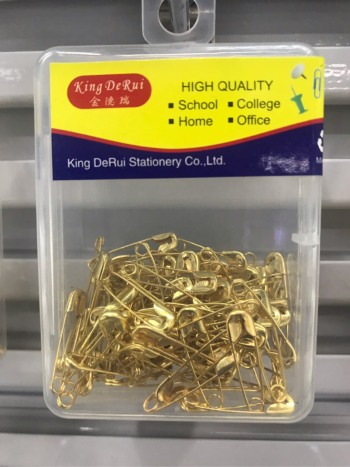 King DeRui
金德瑞
HIGH QUALITY
School
College
Home
Office
King DeRui Stationery Co.,Ltd.